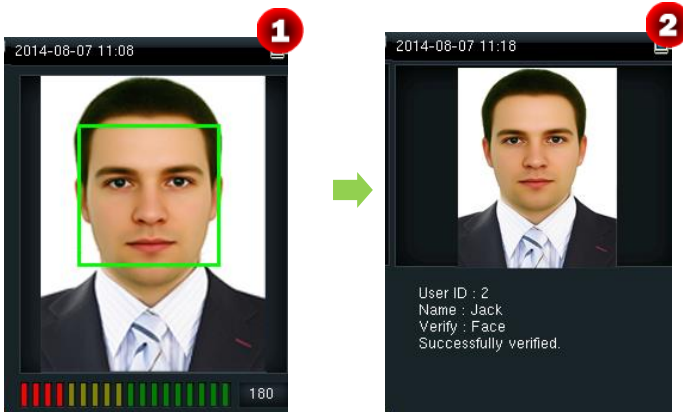 1
2014-08-07 11:08
180
2
2014-08-07 11:18
User ID : 2
Name : Jack
Verify : Face
Successfully verified.